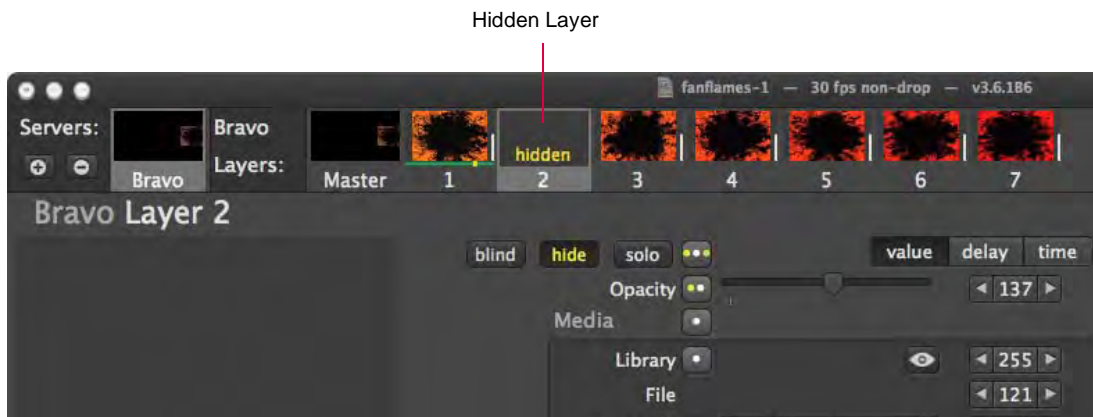 Hidden Layer
fanflames-1 — 30 fps non-drop — v3.6.186
Servers:
Bravo
Bravo
Layers:
Master
1
hidden
2
3
4
5
6
7
Bravo Layer 2
blind hide solo value delay time
Opacity 137
Media
Library 255
File 121